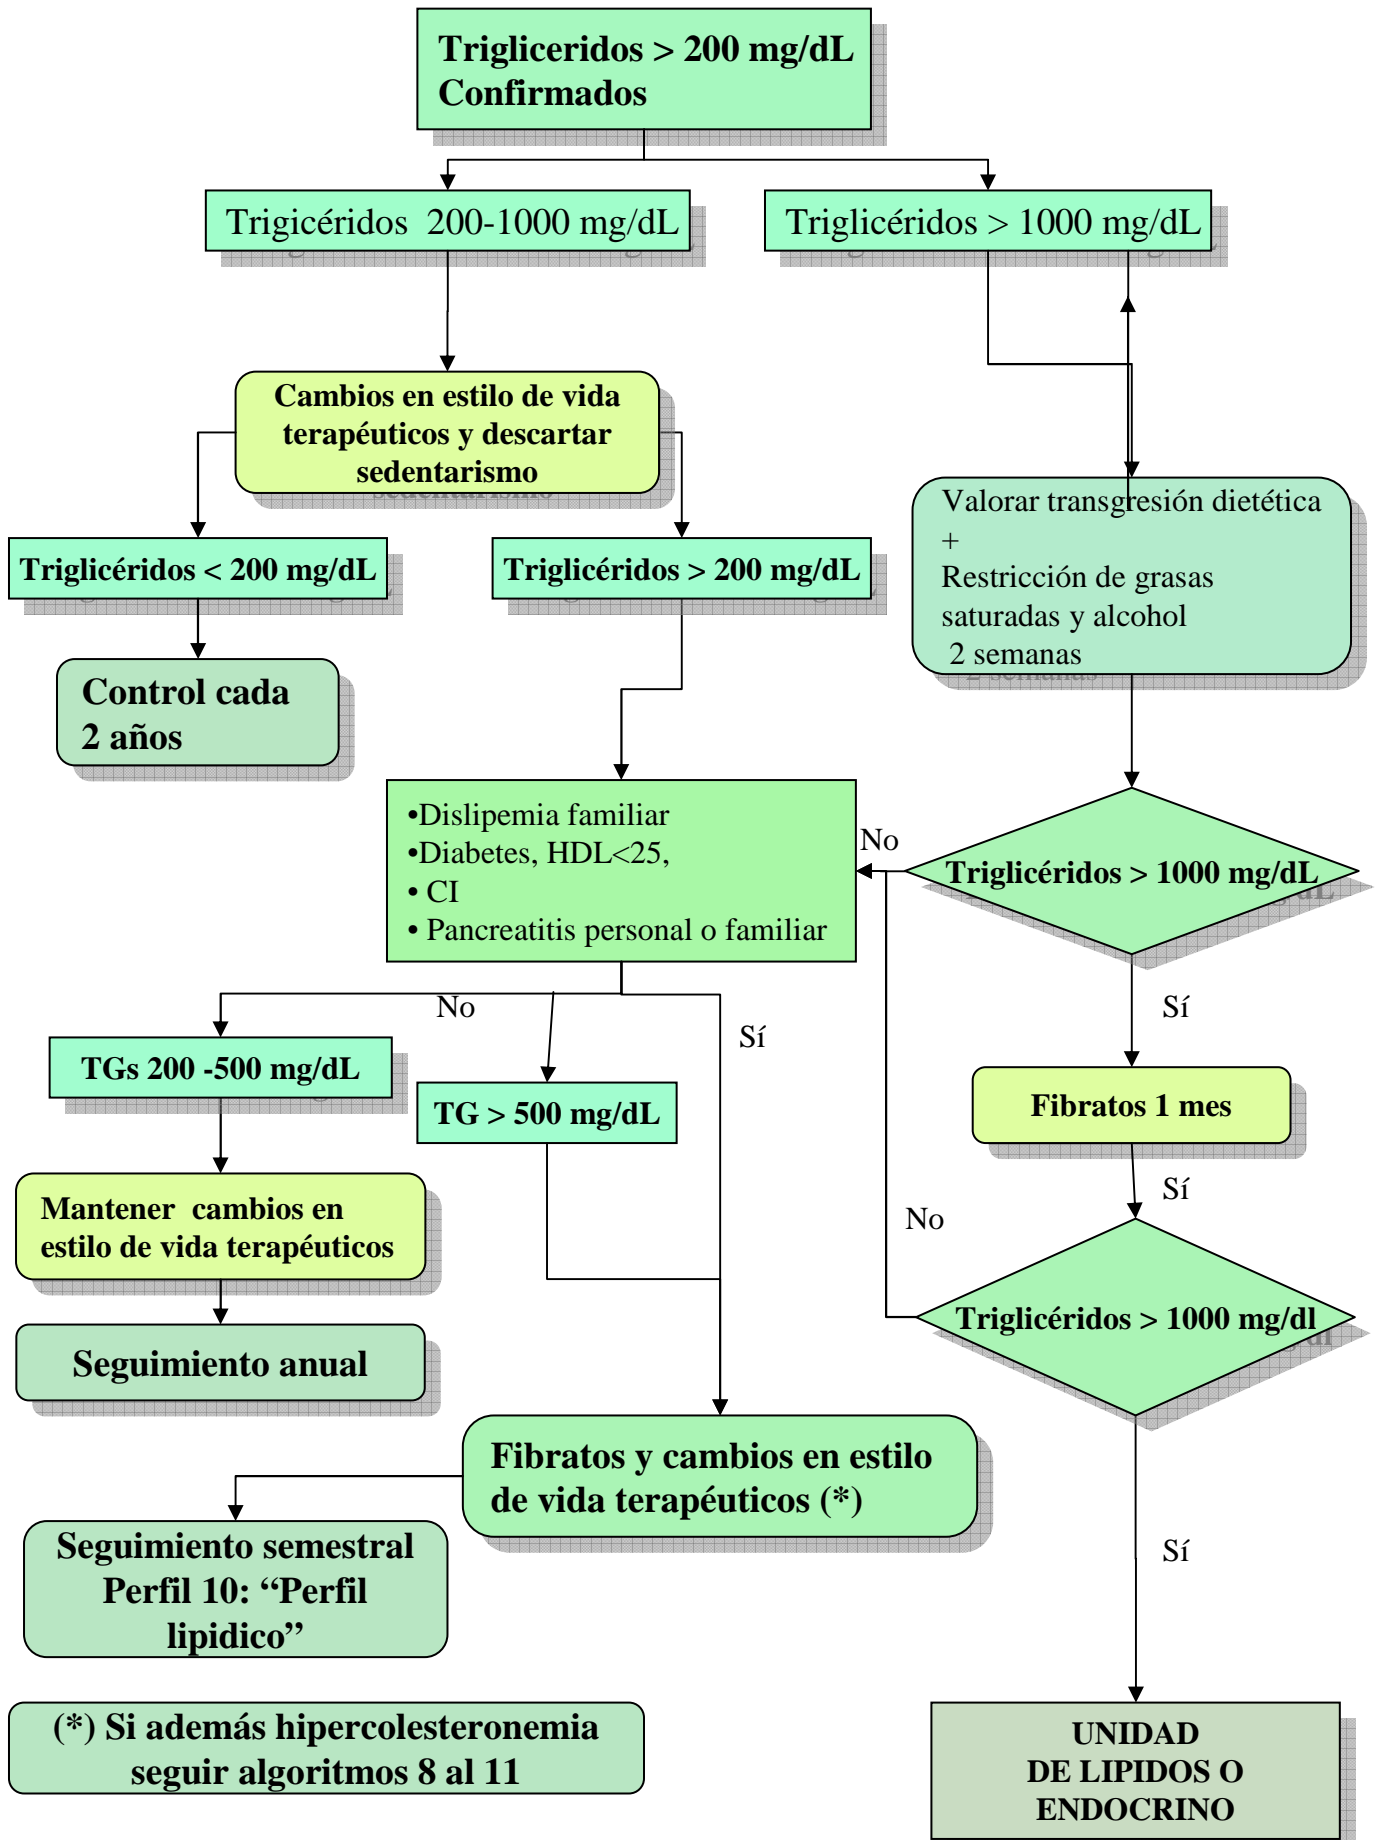 Trigliceridos > 200 mg/dL
Confirmados
Trigicéridos 200-1000 mg/dL
Triglicéridos > 1000 mg/dL
Cambios en estilo de vida
terapéuticos y descartar
sedentarismo
Valorar transgresión dietética
+
Restricción de grasas
saturadas y alcohol
2 semanas
Triglicéridos < 200 mg/dL
Triglicéridos > 200 mg/dL
Control cada
2 años
•Dislipemia familiar
•Diabetes, HDL<25,
• CI
• Pancreatitis personal o familiar
No
Triglicéridos > 1000 mg/dL
No
Sí
Sí
TGs 200 -500 mg/dL
TG > 500 mg/dL
Fibratos 1 mes
Sí
No
Mantener cambios en
estilo de vida terapéuticos
Triglicéridos > 1000 mg/dl
Seguimiento anual
Fibratos y cambios en estilo
de vida terapéuticos (*)
Sí
Seguimiento semestral
Perfil 10: “Perfil
lipidico”
(*) Si además hipercolesteronemia
seguir algoritmos 8 al 11
UNIDAD
DE LIPIDOS O
ENDOCRINO